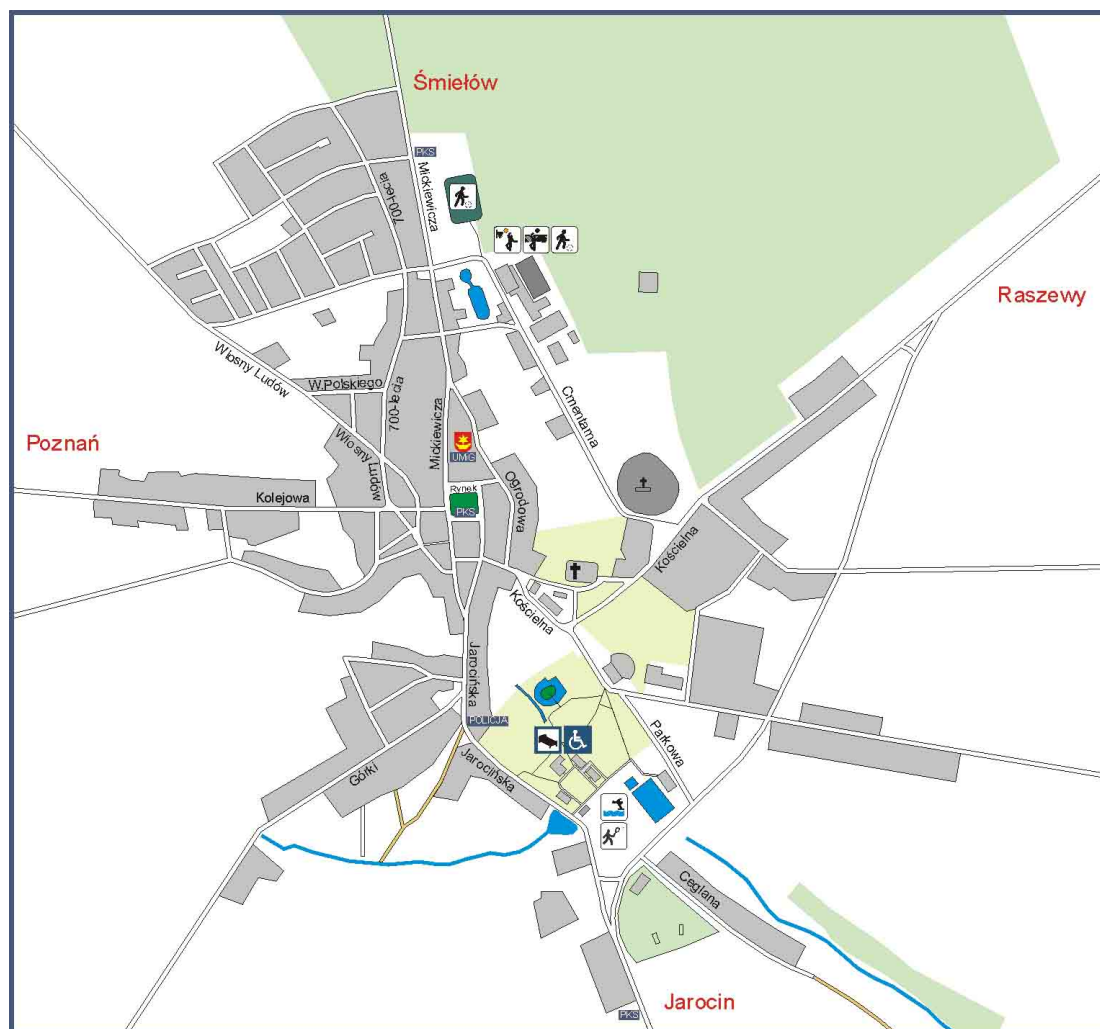 Śmiełów
PKS
Mickiewicza
700-lecia
Raszewy
Wiosny Ludów
W.Polskiego
700-lecia
Mickiewicza
Cmentarna
Poznań
Wiosny Ludów
UMiG
Kolejowa
Rynek
PKS
Ogrodowa
Kościelna
Kościelna
Jarocińska
POLICJA
Parkowa
Górki
Jarocińska
Ceglana
Jarocin
PKS